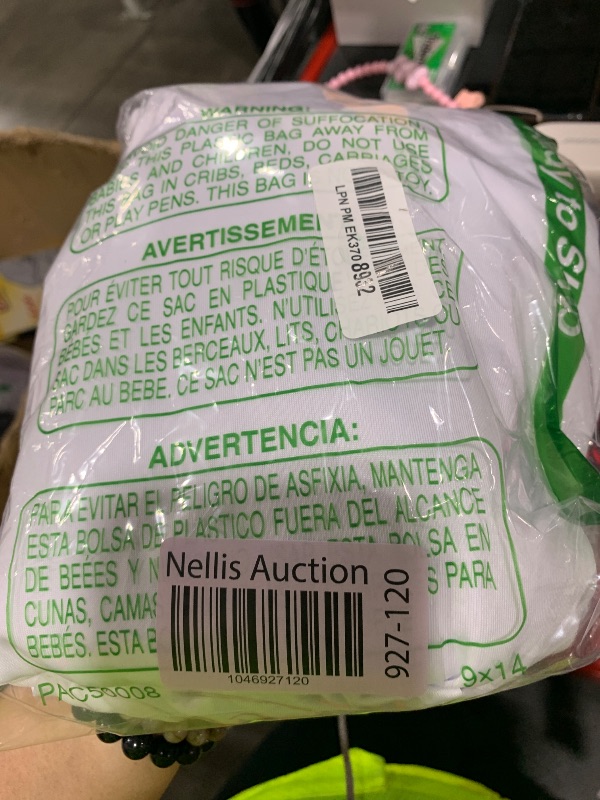 WARNING:
DANGER OF SUFFOCATION
THIS PLASTIC BAG AWAY FROM
BABIES AND CHILDREN. DO NOT USE
THIS BAG IN CRIBS, BEDS, CARRIAGES
OR PLAY PENS. THIS BAG
LPN PM EK370
AVERTISSEME
POUR ÉVITER TOUT RISQUE D'ÉT
GARDEZ CE SAC EN PLASTIQU
BÉBÉS ET LES ENFANTS. N'UTILI
SAC DANS LES BERCEAUX, LITS,
PARC AU BEBE. CE SAC N'EST PAS UN JOUET.
ADVERTENCIA:
PARA EVITAR EL PELIGRO DE ASFIXIA, MANTENGA
ESTA BOLSA DE PLASTICO FUERA DEL ALCANCE
DE BEÉES Y N ESTA BOLSA EN
CUNAS, CAMAS PARA
BEBÉS. ESTA B
Nellis Auction
1046927120
927-120
PAC50008
9x14